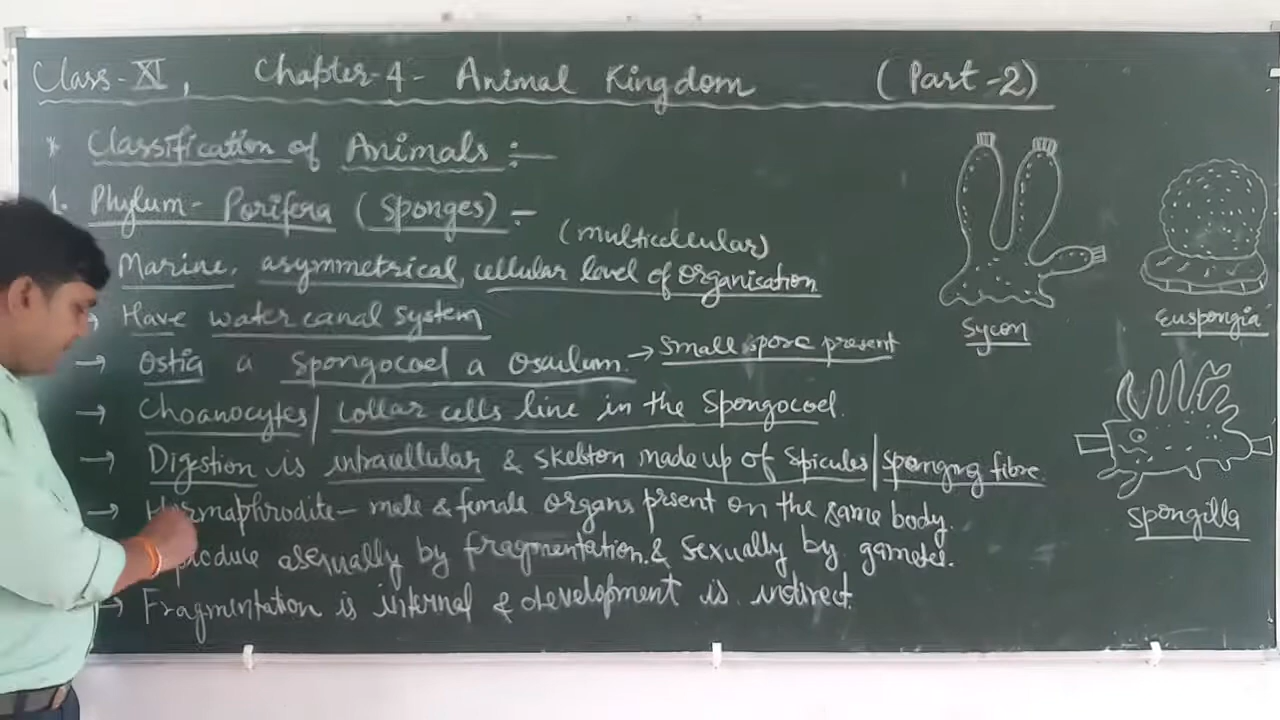 Class-XI, Chapter-4- Animal Kingdom (Part-2)
* Classification of Animals :-
1. Phylum- Porifera (Sponges) :-
(multicellular)
Marine, asymmetrical, cellular level of organisation
→ Have water canal system
→ Ostia a Spongocoel a Osculum. → Small spore present
→ Choanocytes/ collar cells line in the Spongocoel.
→ Digestion is intracellular & skeleton made up of Spicules/ sponging fibre.
→ Hermaphrodite- male & female organs present on the same body.
asexually by fragmentation. & Sexually by gametes.
→ Fragmentation is internal & development is indirect.
Sycon
Euspongia
Spongilla